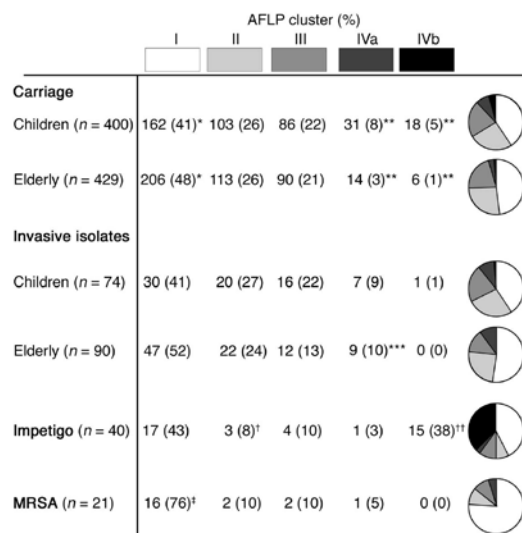 AFLP cluster (%)
I II III IVa IVb
Carriage
Children (n = 400) 162 (41)* 103 (26) 86 (22) 31 (8)** 18 (5)**
Elderly (n = 429) 206 (48)* 113 (26) 90 (21) 14 (3)** 6 (1)**
Invasive isolates
Children (n = 74) 30 (41) 20 (27) 16 (22) 7 (9) 1 (1)
Elderly (n = 90) 47 (52) 22 (24) 12 (13) 9 (10)*** 0 (0)
Impetigo (n = 40) 17 (43) 3 (8)† 4 (10) 1 (3) 15 (38)††
MRSA (n = 21) 16 (76)‡ 2 (10) 2 (10) 1 (5) 0 (0)